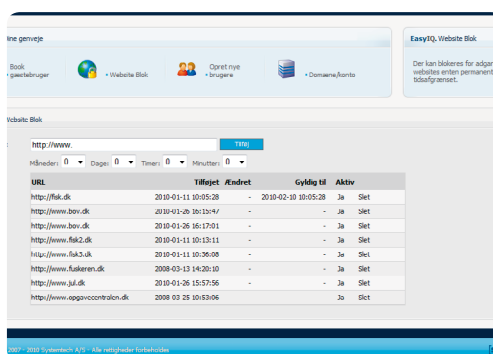 ine genveje
EasyIQ. Website Blok
Book
gæstebruger
• Website Blok
Opret nye
• brugere
• Domæne/konto
Der kan blokeres for adgan
websites enten permanent
tidsafgrænset.
Website Blok
http://www.
Tilføj
Måneder: 0 Dage: 0 Timer: 0 Minutter: 0
URL Tilføjet Ændret Gyldig til Aktiv
http://fisk.dk 2010-01-11 10:05:28 - 2010-02-10 10:05:28 Ja Slet
http://www.bov.dk 2010-01-26 16:15:47 - - Ja Slet
http://www.bov.dk 2010-01-26 16:17:01 - - Ja Slet
http://www.fisk2.dk 2010-01-11 10:13:11 - - Ja Slet
http://www.fisk3.dk 2010-01-11 10:36:08 - - Ja Slet
http://www.fuskeren.dk 2008-03-13 14:20:10 - - Ja Slet
http://www.jul.dk 2010-01-26 15:57:56 - - Ja Slet
http://www.opgavecentralen.dk 2008-03-25 10:53:06 Ja Slet
2007 - 2010 Systemtech A/S - Alle rettigheder forbeholdes